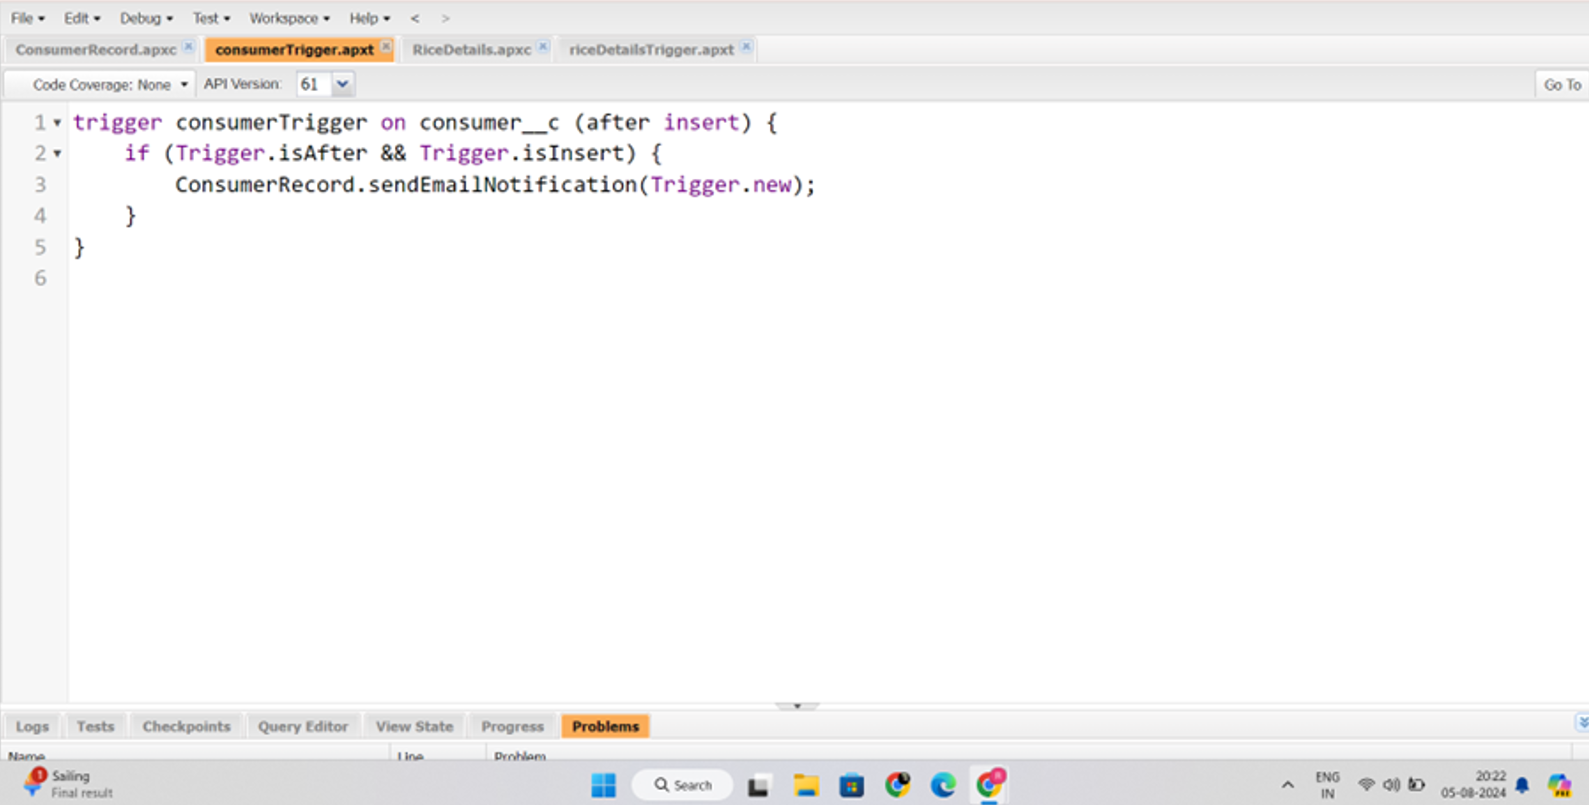 File Edit Debug Test Workspace Help < >
ConsumerRecord.apxc consumerTrigger.apxt RiceDetails.apxc riceDetailsTrigger.apxt
Code Coverage: None API Version: 61 Go To
1 trigger consumerTrigger on consumer__c (after insert) {
2 if (Trigger.isAfter && Trigger.isInsert) {
3 ConsumerRecord.sendEmailNotification(Trigger.new);
4 }
5 }
6
Logs Tests Checkpoints Query Editor View State Progress Problems
Name Line Problem
1 Sailing
Final result
Search
ENG
IN
20:22
05-08-2024
PRE